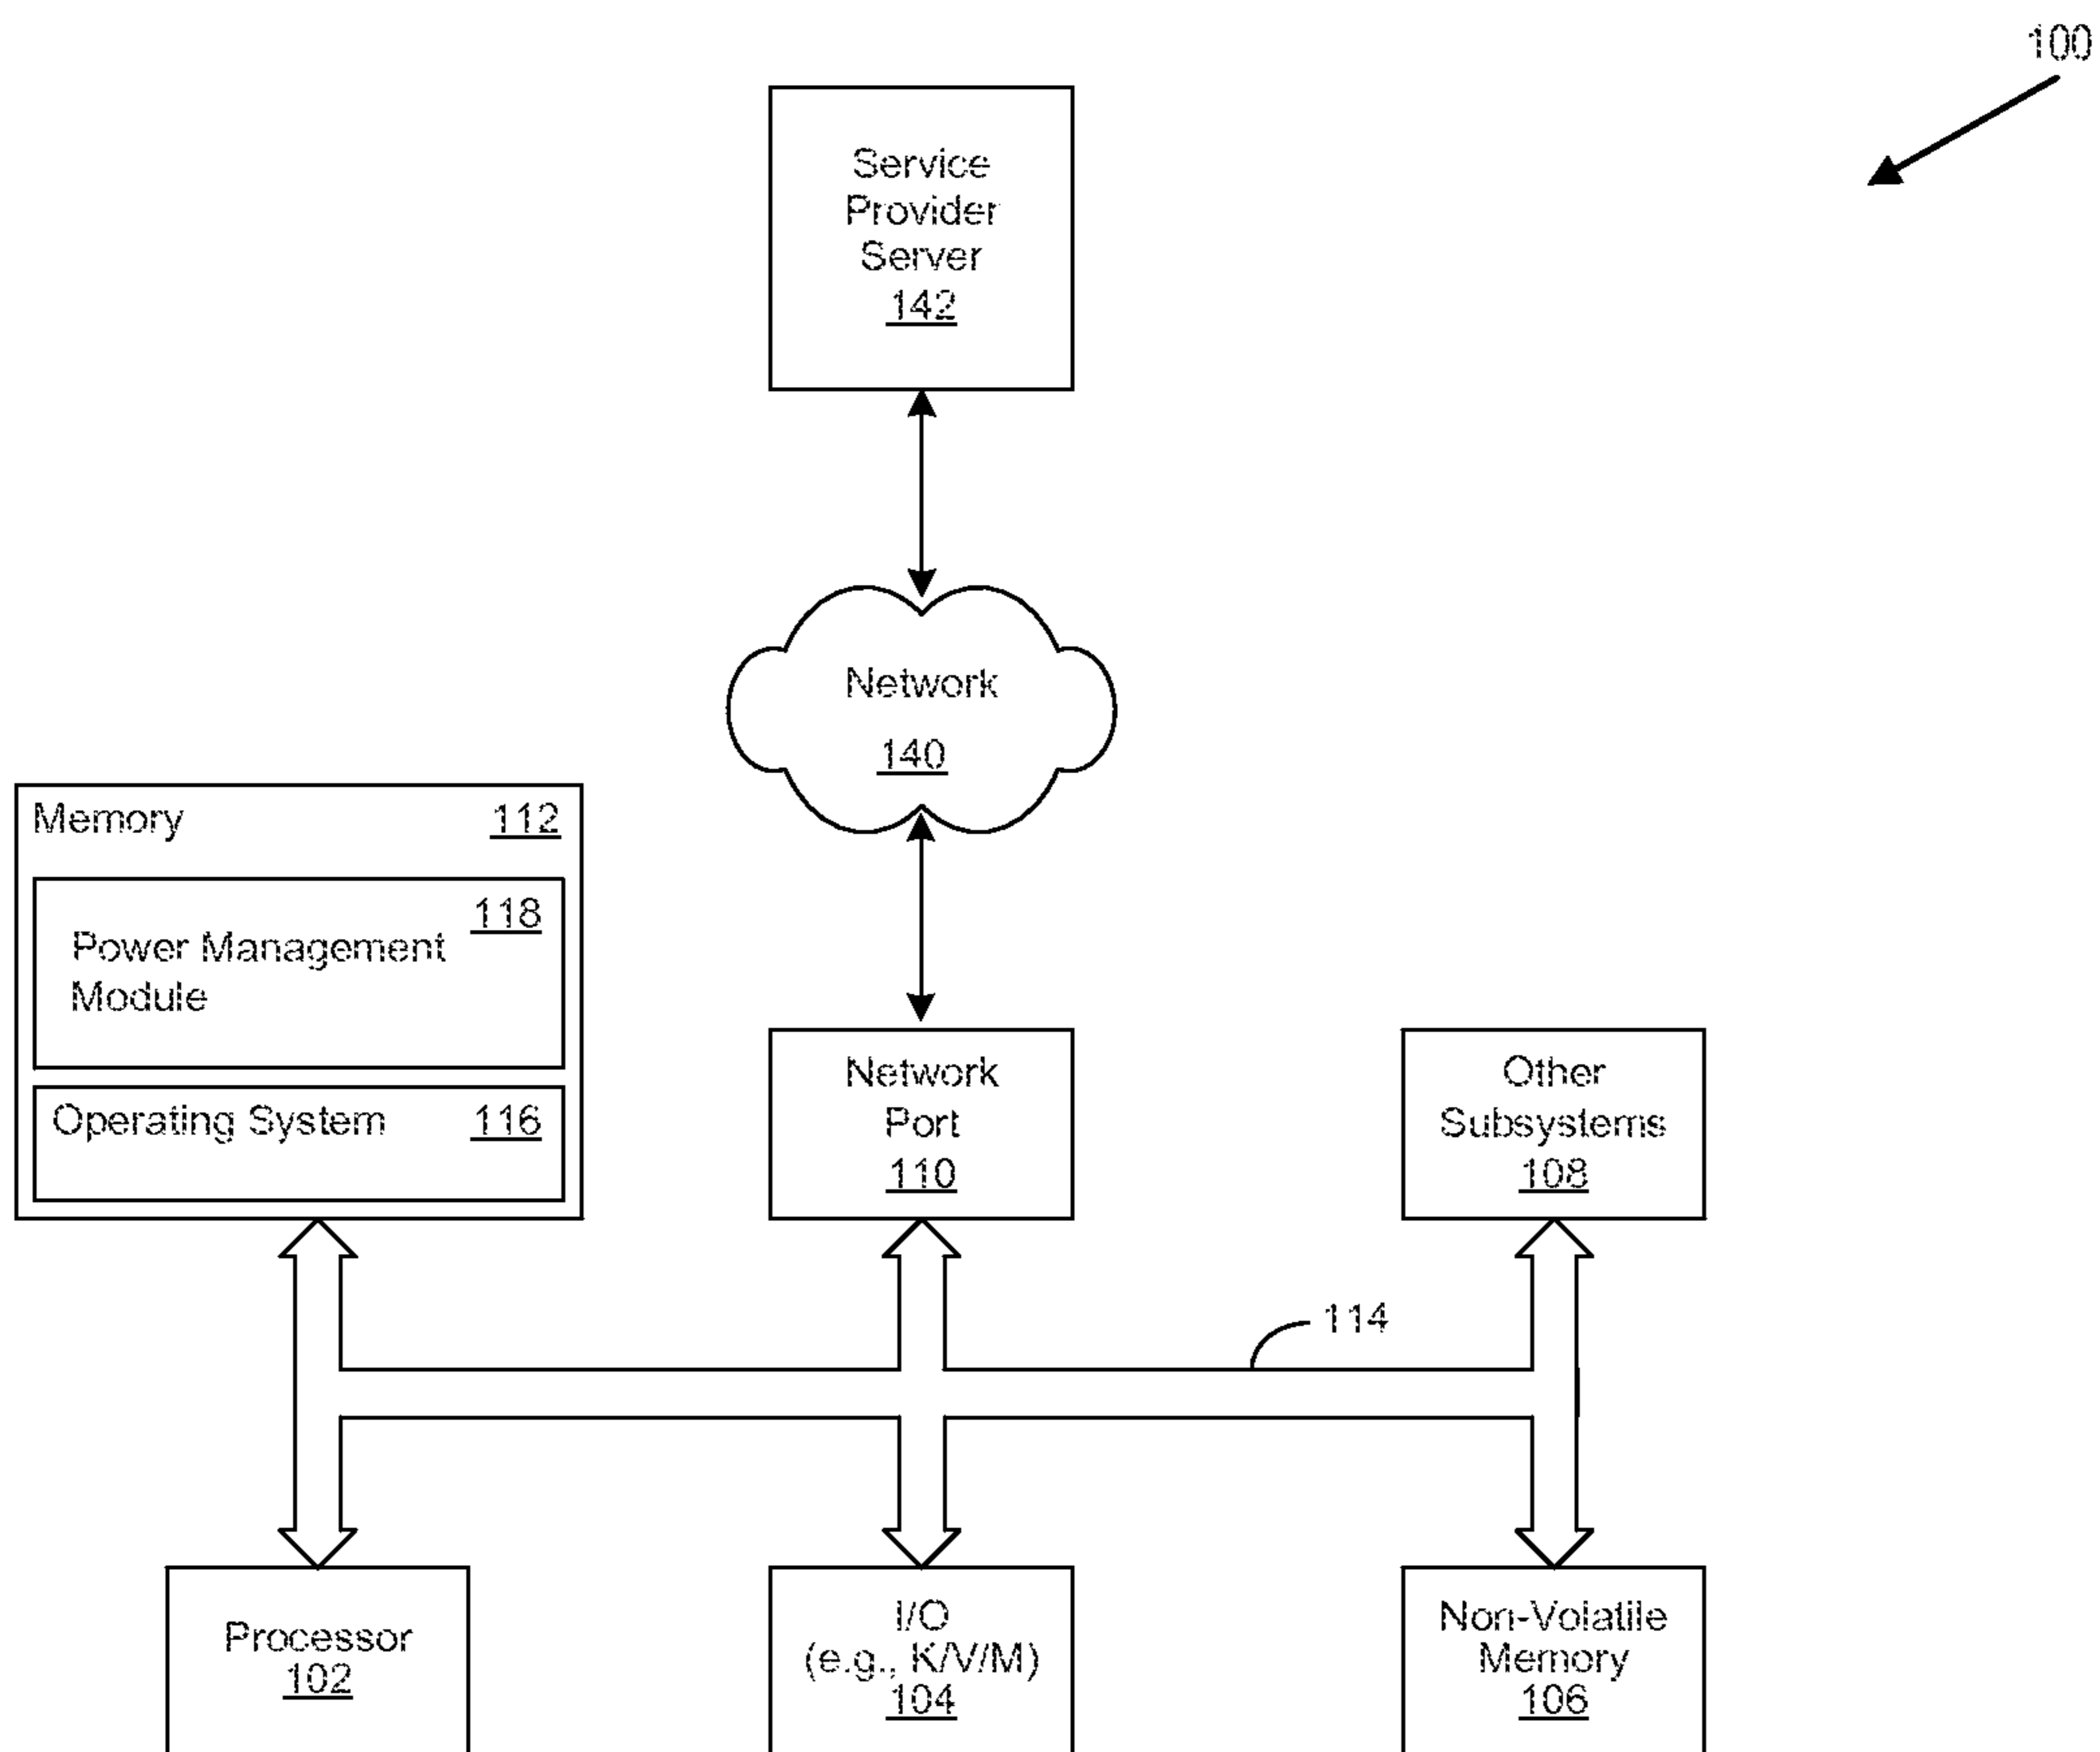 100
Service
Provider
Server
142
Network
140
Memory 112
118
Power Management
Module
Operating System 116
Network
Port
110
Other
Subsystems
108
114
Processor
102
I/O
(e.g., K/V/M)
104
Non-Volatile
Memory
106